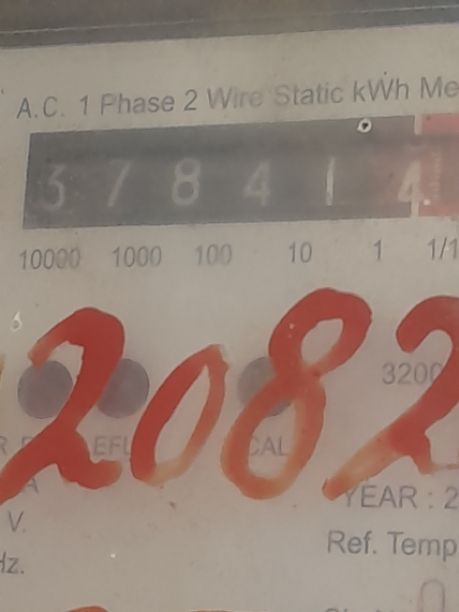 A.C. 1 Phase 2 Wire Static kWh Me
3 7 8 4 1 4
10000 1000 100 10 1 1/1
2082
3200
CAL
YEAR : 2
V.
Ref. Temp
Hz.